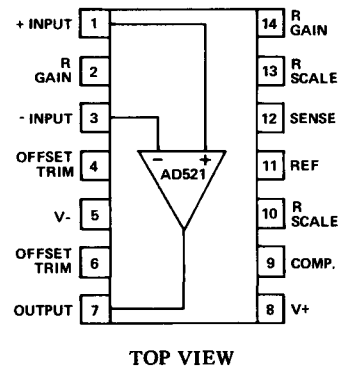 + INPUT 1
R
GAIN 2
- INPUT 3
OFFSET
TRIM 4
V- 5
OFFSET
TRIM 6
OUTPUT 7
- +
AD521
14 R
GAIN
13 R
SCALE
12 SENSE
11 REF
10 R
SCALE
9 COMP.
8 V+
TOP VIEW